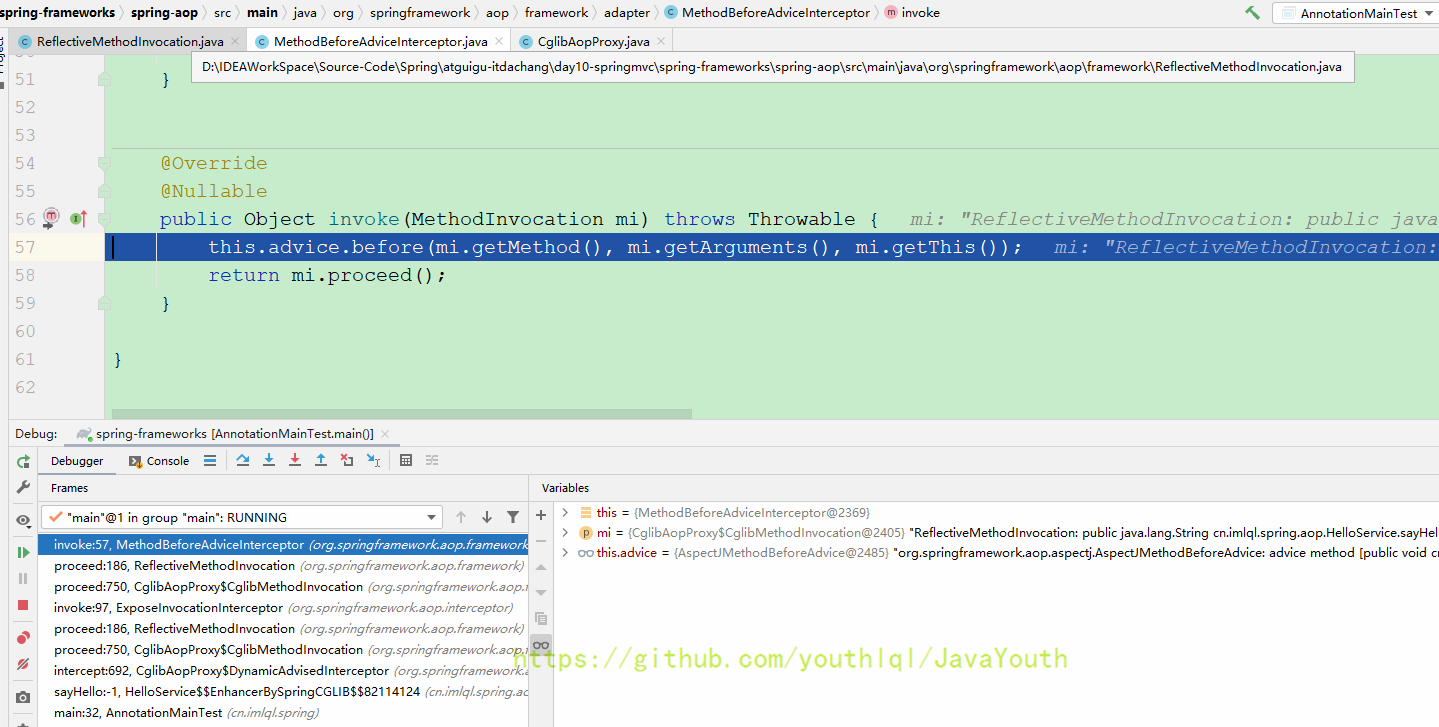 spring-frameworks › spring-aop › src › main › java › org › springframework › aop › framework › adapter › MethodBeforeAdviceInterceptor › invoke
AnnotationMainTest
ReflectiveMethodInvocation.java
MethodBeforeAdviceInterceptor.java
CglibAopProxy.java
D:\IDEAWorkSpace\Source-Code\Spring\atguigu-itdachang\day10-springmvc\spring-frameworks\spring-aop\src\main\java\org\springframework\aop\framework\ReflectiveMethodInvocation.java
51 }
52
53
54 @Override
55 @Nullable
56 public Object invoke(MethodInvocation mi) throws Throwable { mi: "ReflectiveMethodInvocation: public java
57 this.advice.before(mi.getMethod(), mi.getArguments(), mi.getThis()); mi: "ReflectiveMethodInvocation:
58 return mi.proceed();
59 }
60
61 }
62
Debug: spring-frameworks [AnnotationMainTest.main()]
Debugger Console
Frames
Variables
"main"@1 in group "main": RUNNING
invoke:57, MethodBeforeAdviceInterceptor (org.springframework.aop.framework
proceed:186, ReflectiveMethodInvocation (org.springframework.aop.framework)
proceed:750, CglibAopProxy$CglibMethodInvocation (org.springframework.aop.f
invoke:97, ExposeInvocationInterceptor (org.springframework.aop.interceptor)
proceed:186, ReflectiveMethodInvocation (org.springframework.aop.framework)
proceed:750, CglibAopProxy$CglibMethodInvocation (org.springframework.aop.f
intercept:692, CglibAopProxy$DynamicAdvisedInterceptor (org.springframework.a
sayHello:-1, HelloService$$EnhancerBySpringCGLIB$$82114124 (cn.imlql.spring.ao
main:32, AnnotationMainTest (cn.imlql.spring)
this = {MethodBeforeAdviceInterceptor@2369}
mi = {CglibAopProxy$CglibMethodInvocation@2405} "ReflectiveMethodInvocation: public java.lang.String cn.imlql.spring.aop.HelloService.sayHel
this.advice = {AspectJMethodBeforeAdvice@2485} "org.springframework.aop.aspectj.AspectJMethodBeforeAdvice: advice method [public void cn
https://github.com/youthlql/JavaYouth